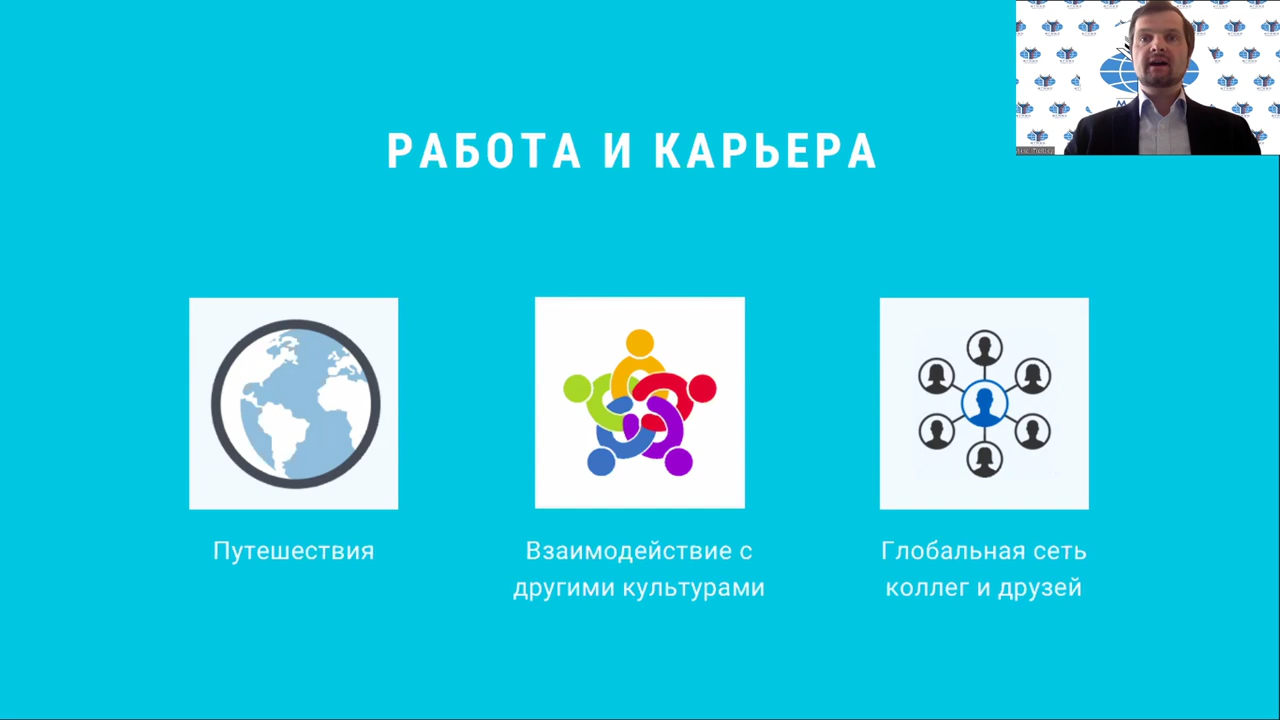 РАБОТА И КАРЬЕРА
Путешествия
Взаимодействие с
другими культурами
Глобальная сеть
коллег и друзей